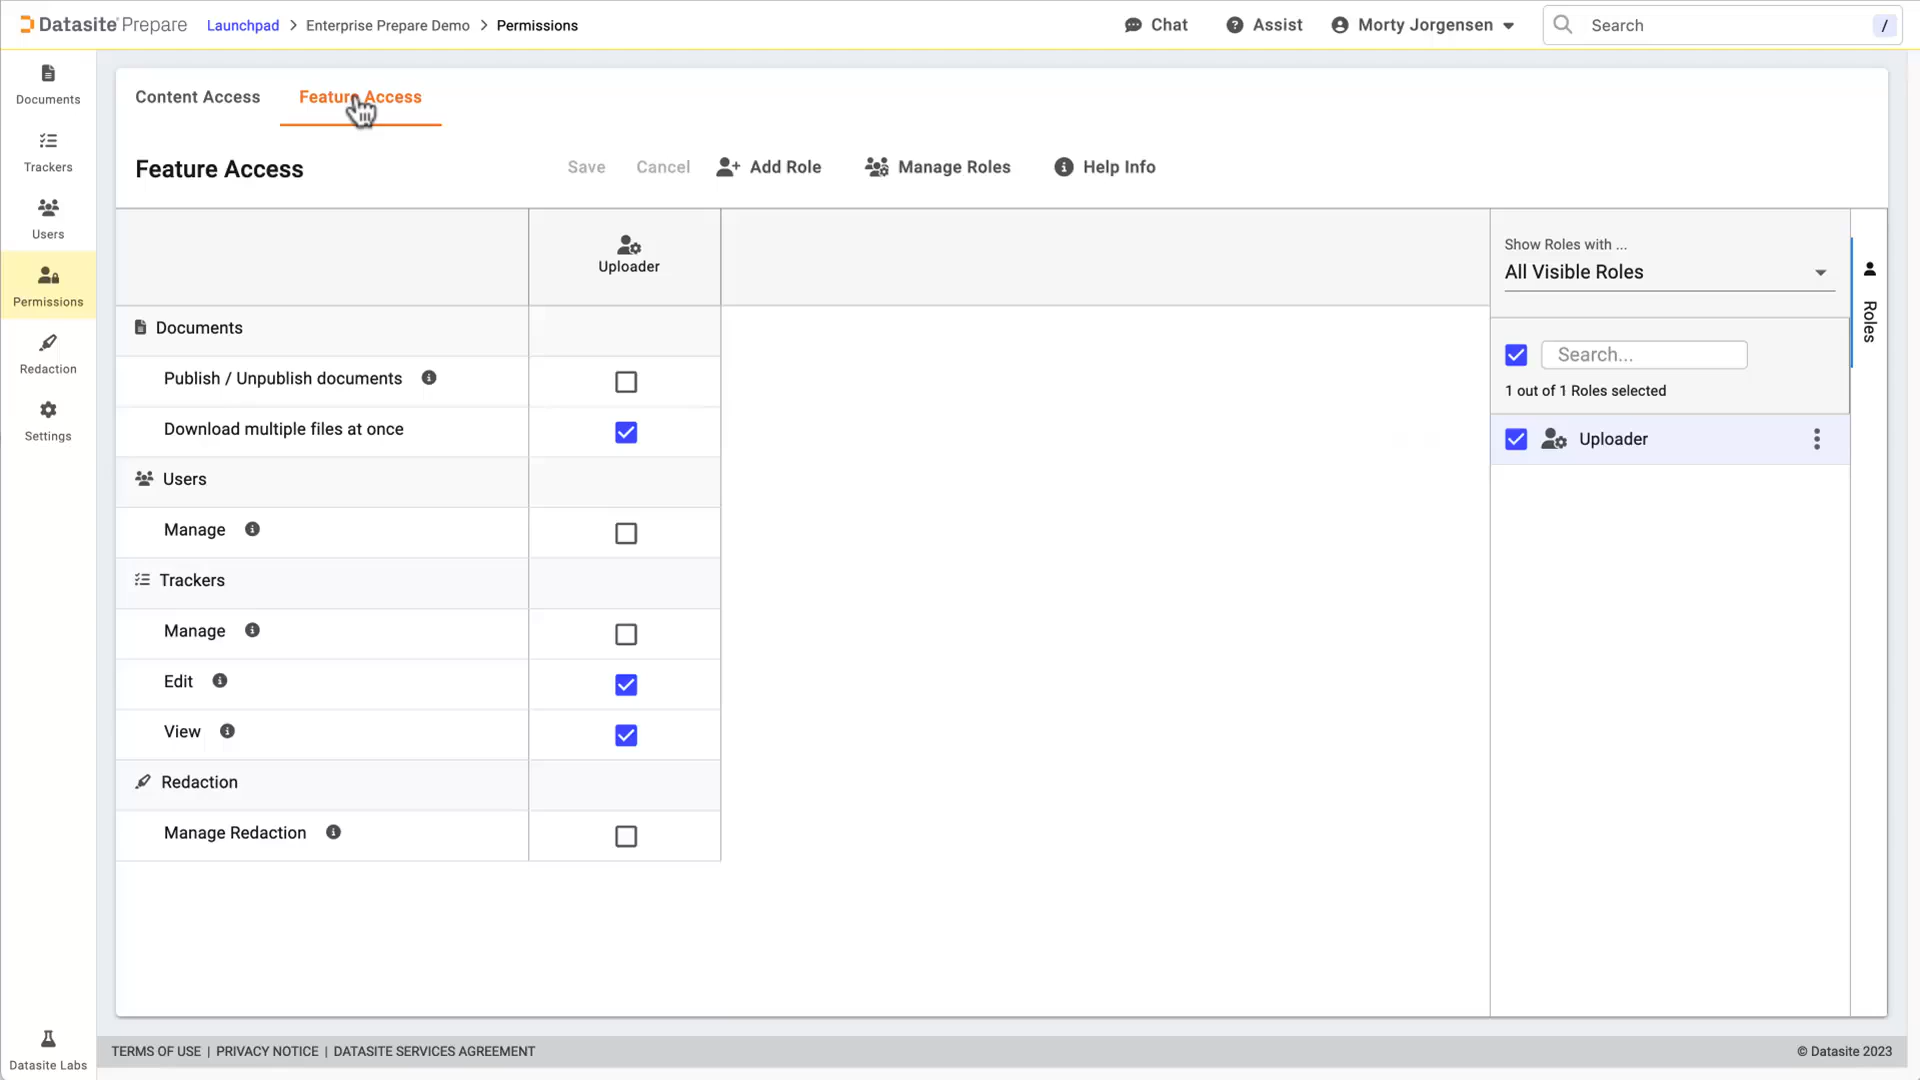 Datasite Prepare Launchpad > Enterprise Prepare Demo > Permissions Chat Assist Morty Jorgensen Search /
Documents
Trackers
Users
Permissions
Redaction
Settings
Datasite Labs
Content Access Feature Access
Feature Access Save Cancel Add Role Manage Roles Help Info
Uploader
Documents
Publish / Unpublish documents
Download multiple files at once
Users
Manage
Trackers
Manage
Edit
View
Redaction
Manage Redaction
Show Roles with ...
All Visible Roles
Search...
1 out of 1 Roles selected
Uploader
Roles
TERMS OF USE | PRIVACY NOTICE | DATASITE SERVICES AGREEMENT © Datasite 2023